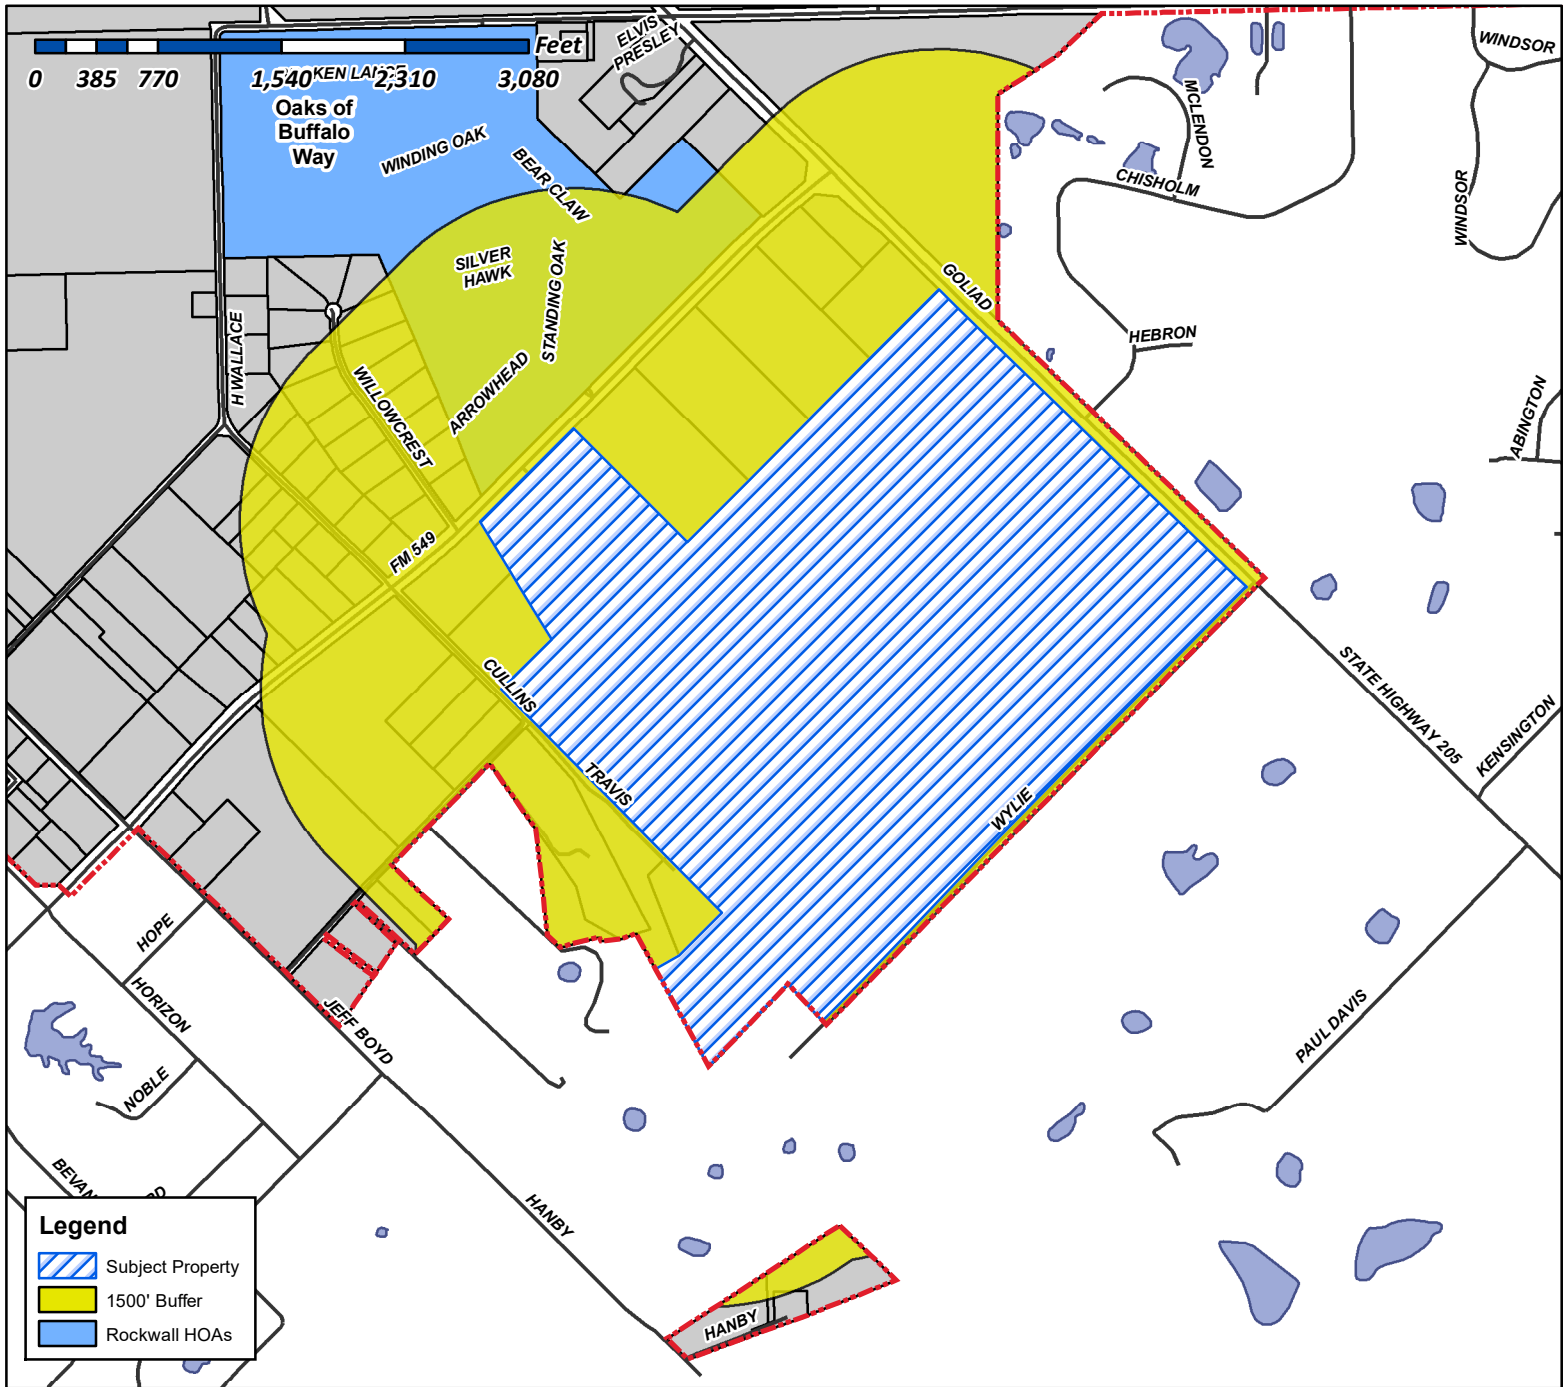 Feet
0 385 770 1,540 2,310 3,080
Oaks of
Buffalo
Way
WINDING OAK
BEAR CLAW
ELVIS
PRESLEY
SILVER
HAWK
STANDING OAK
ARROWHEAD
WILLOWCREST
H WALLACE
FM 549
GOLIAD
MCLENDON
CHISHOLM
HEBRON
WINDSOR
WINDSOR
ABINGTON
CULLINS
TRAVIS
WYLIE
STATE HIGHWAY 205
KENSINGTON
PAUL DAVIS
HOPE
HORIZON
NOBLE
JEFF BOYD
HANBY
HANBY
Legend
Subject Property
1500' Buffer
Rockwall HOAs